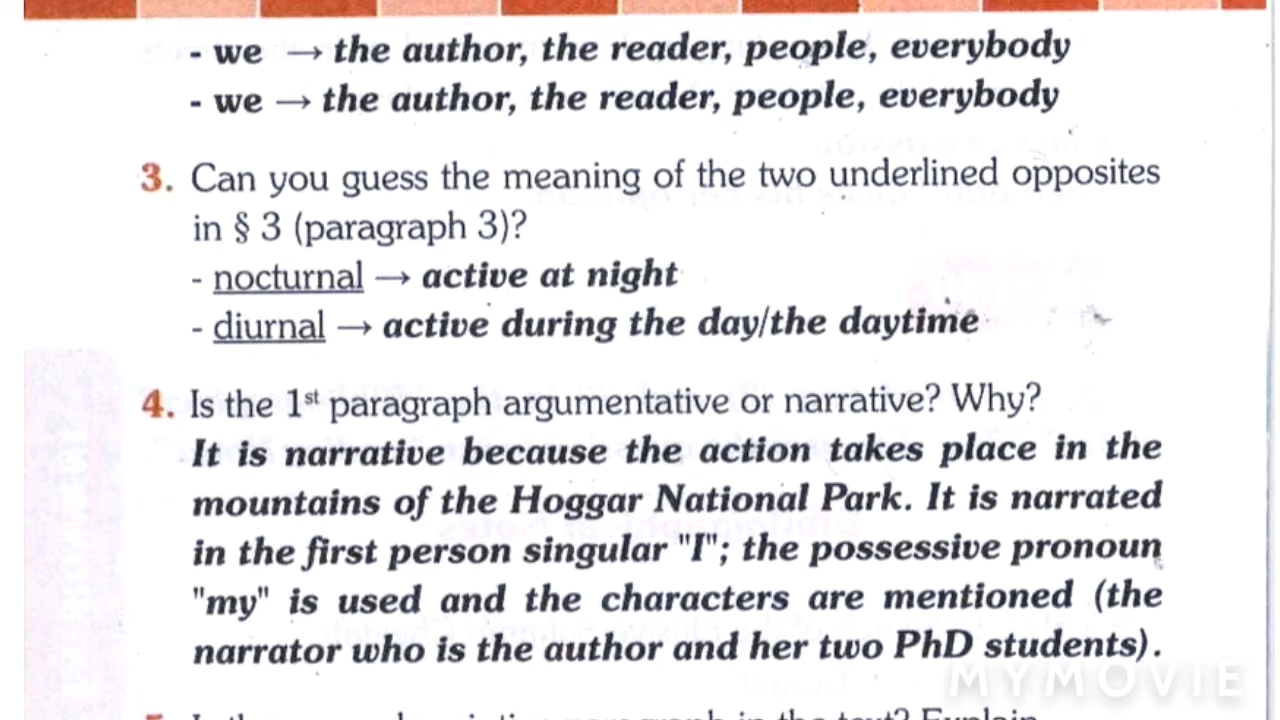 - we → the author, the reader, people, everybody
- we → the author, the reader, people, everybody
3. Can you guess the meaning of the two underlined opposites
in § 3 (paragraph 3)?
- nocturnal → active at night
- diurnal → active during the day/the daytime
4. Is the 1st paragraph argumentative or narrative? Why?
It is narrative because the action takes place in the
mountains of the Hoggar National Park. It is narrated
in the first person singular "I"; the possessive pronoun
"my" is used and the characters are mentioned (the
narrator who is the author and her two PhD students).
MYMOVIE
paragraph in the text? Explain